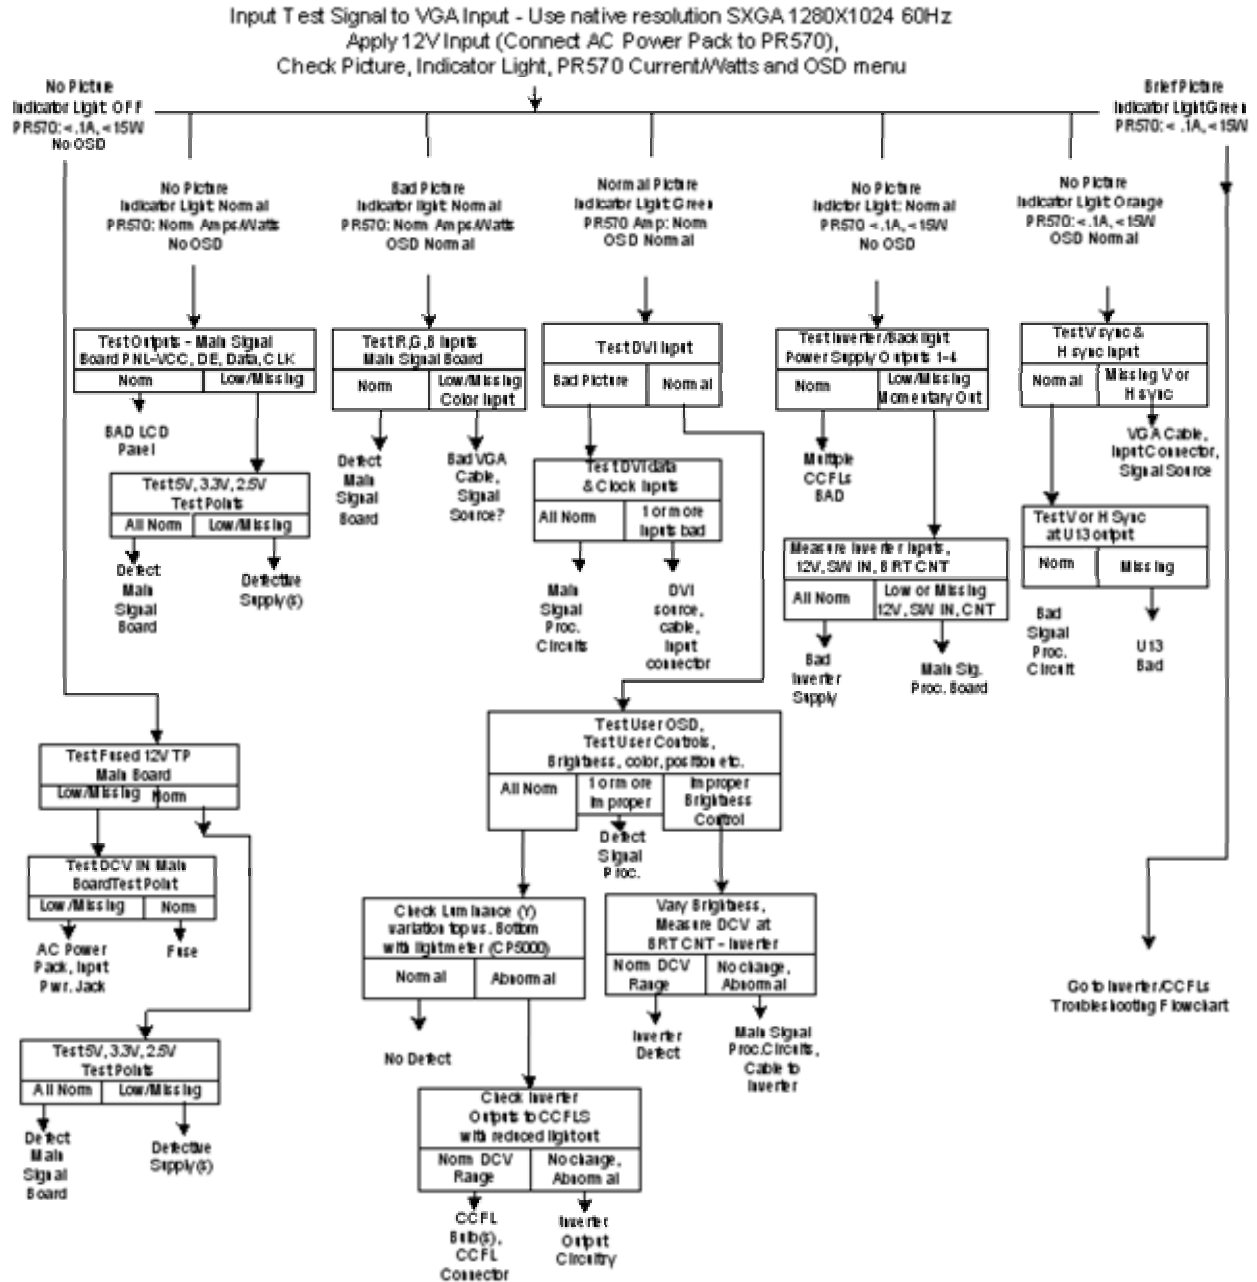 Input Test Signal to VGA Input - Use native resolution SXGA 1280X1024 60Hz
Apply 12V Input (Connect AC Power Pack to PR570),
Check Picture, Indicator Light, PR570 Current/Watts and OSD menu
No Picture
Indicator Light: OFF
PR570: < .1A, <15W
No OSD
Brief Picture
Indicator Light Green
PR570: < .1A, <15W
No Picture
Indicator Light: Normal
PR570: Norm Amps/Watts
No OSD
Bad Picture
Indicator light: Normal
PR570: Norm Amps/Watts
OSD Normal
Normal Picture
Indicator Light: Green
PR570 Amp: Norm
OSD Normal
No Picture
Indicator Light: Normal
PR570 <.1A, <15W
No OSD
No Picture
Indicator Light Orange
PR570: <.1A, <15W
OSD Normal
Test Outputs - Main Signal
Board PNL-VCC, DE, Data, CLK
Norm
Low/Missing
BAD LCD
Panel
Test 5V, 3.3V, 2.5V
Test Points
All Norm
Low/Missing
Defect
Main
Signal
Board
Defective
Supply(s)
Test R,G,B Inputs
Main Signal Board
Norm
Low/Missing
Color Input
Defect
Main
Signal
Board
Bad VGA
Cable,
Signal
Source?
Test DVI Input
Bad Picture
Normal
Test DVI data
& Clock Inputs
All Norm
1 or more
Inputs bad
Main
Signal
Proc.
Circuits
DVI
source,
cable,
Input
connector
Test Inverter/Backlight
Power Supply Outputs 1-4
Norm
Low/Missing
Momentary Out
Multiple
CCFLs
BAD
Measure Inverter Inputs,
12V, SW IN, BRT CNT
All Norm
Low or Missing
12V, SW IN, CNT
Bad
Inverter
Supply
Main Sig.
Proc. Board
Test V sync &
H sync Input
Normal
Missing V or
H sync
VGA Cable,
Input Connector,
Signal Source
Test V or H Sync
at U13 output
Norm
Missing
Bad
Signal
Proc.
Circuit
U13
Bad
Test Fused 12V TP
Main Board
Low/Missing
Norm
Test DCV IN Main
Board Test Point
Low/Missing
Norm
AC Power
Pack, Input
Pwr. Jack
Fuse
Test 5V, 3.3V, 2.5V
Test Points
All Norm
Low/Missing
Defect
Main
Signal
Board
Defective
Supply(s)
Test User OSD,
Test User Controls,
Brightness, color, position etc.
All Norm
1 or more
Improper
Improper
Brightness
Control
Defect
Signal
Proc.
Check Luminance (Y)
variation top vs. Bottom
with lightmeter (CP5000)
Normal
Abnormal
No Defect
Vary Brightness,
Measure DCV at
BRT CNT - Inverter
Norm DCV
Range
No change,
Abnormal
Inverter
Defect
Main Signal
Proc.Circuits,
Cable to
Inverter
Check Inverter
Outputs to CCFLS
with reduced light out
Norm DCV
Range
No change,
Abnormal
CCFL
Bulb(s),
CCFL
Connector
Inverter
Output
Circuitry
Go to Inverter/CCFLs
Troubleshooting Flowchart